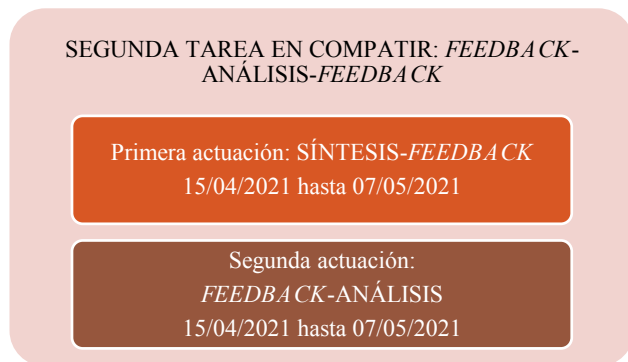 SEGUNDA TAREA EN COMPATIR: FEEDBACK-
ANÁLISIS-FEEDBACK
Primera actuación: SÍNTESIS-FEEDBACK
15/04/2021 hasta 07/05/2021
Segunda actuación:
FEEDBACK-ANÁLISIS
15/04/2021 hasta 07/05/2021